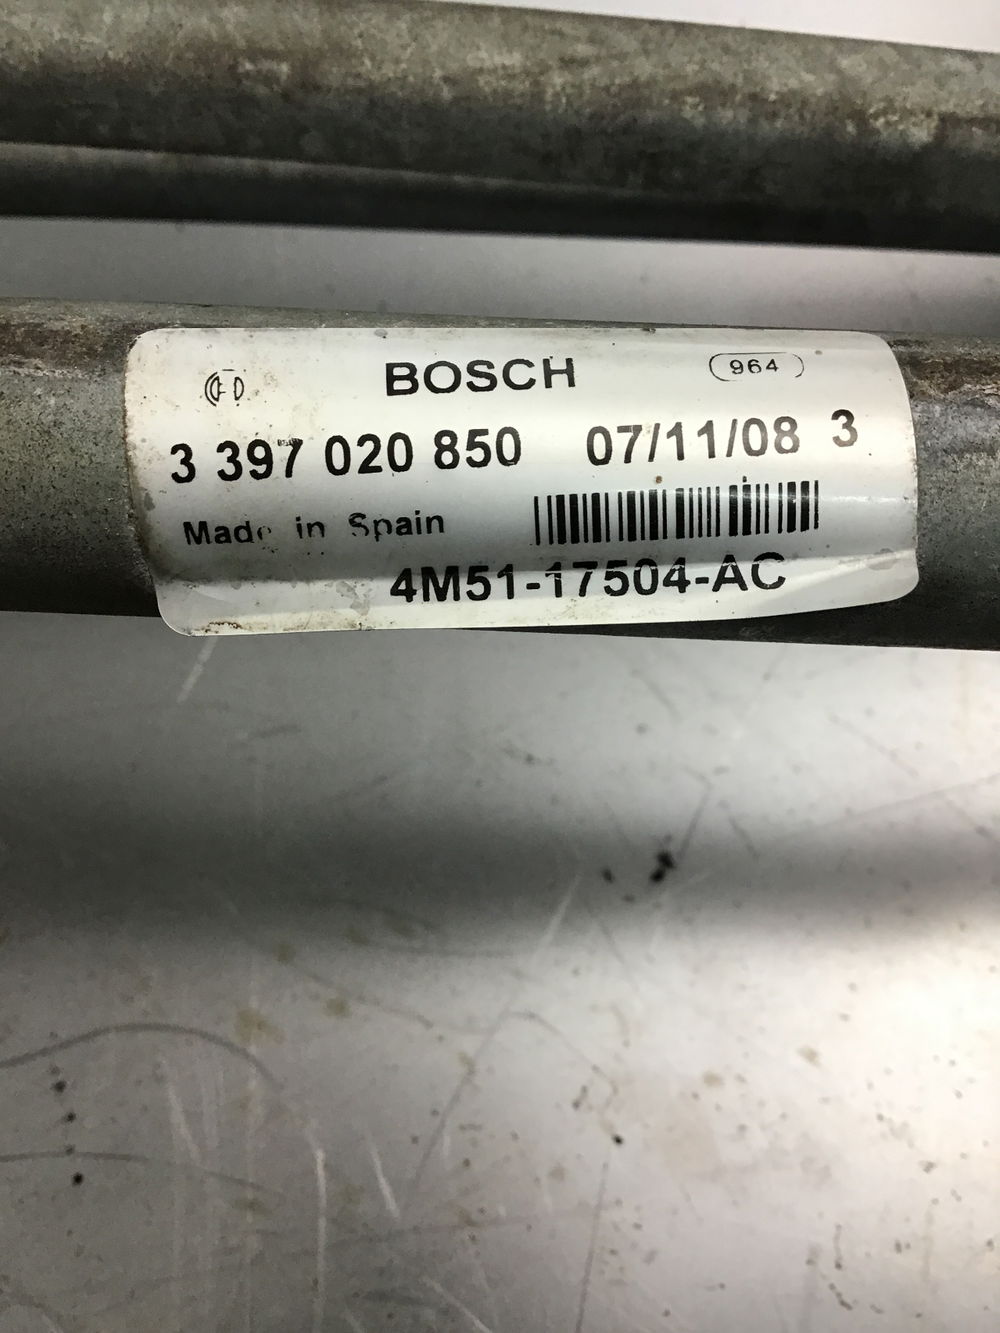 BOSCH 964
3 397 020 850 07/11/08 3
Made in Spain
4M51-17504-AC